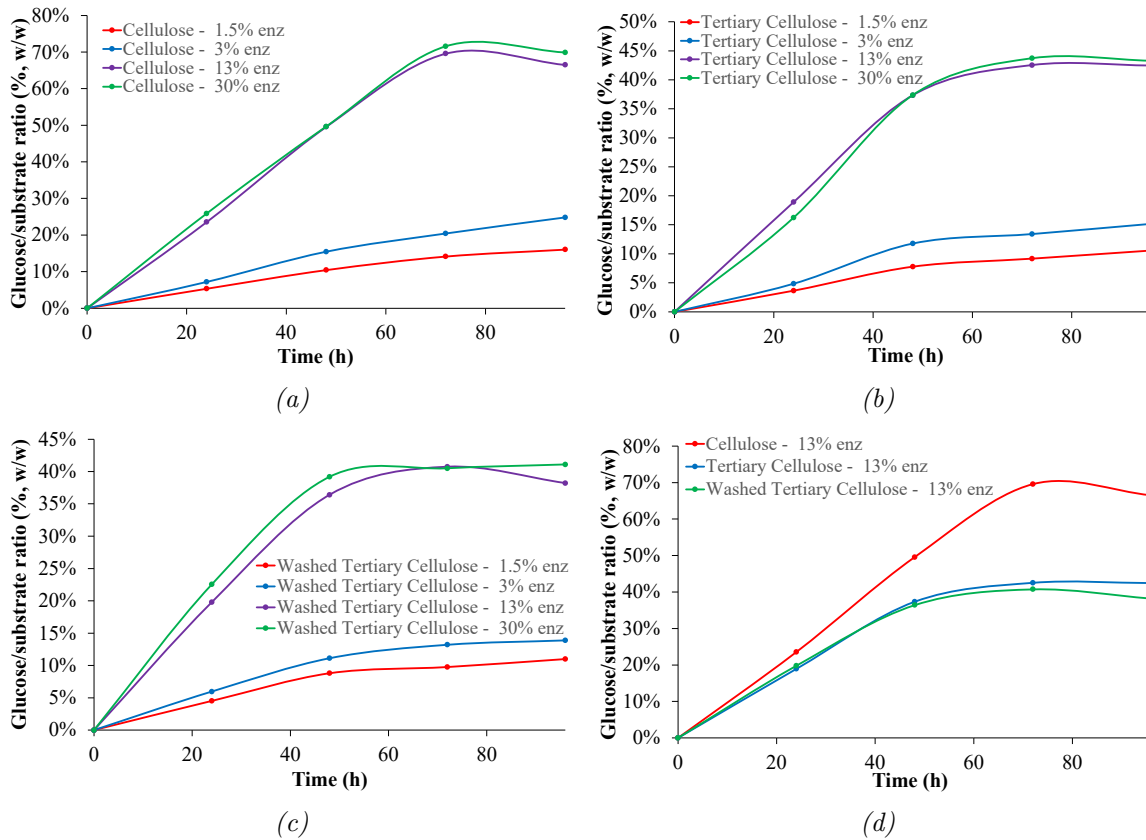 Glucose/substrate ratio (%, w/w)
80%
70%
60%
50%
40%
30%
20%
10%
0%
Cellulose - 1.5% enz
Cellulose - 3% enz
Cellulose - 13% enz
Cellulose - 30% enz
0 20 40 60 80
Time (h)
(a)
Glucose/substrate ratio (%, w/w)
50%
45%
40%
35%
30%
25%
20%
15%
10%
5%
0%
Tertiary Cellulose - 1.5% enz
Tertiary Cellulose - 3% enz
Tertiary Cellulose - 13% enz
Tertiary Cellulose - 30% enz
0 20 40 60 80
Time (h)
(b)
Glucose/substrate ratio (%, w/w)
45%
40%
35%
30%
25%
20%
15%
10%
5%
0%
Washed Tertiary Cellulose - 1.5% enz
Washed Tertiary Cellulose - 3% enz
Washed Tertiary Cellulose - 13% enz
Washed Tertiary Cellulose - 30% enz
0 20 40 60 80
Time (h)
(c)
Glucose/substrate ratio (%, w/w)
80%
70%
60%
50%
40%
30%
20%
10%
0%
Cellulose - 13% enz
Tertiary Cellulose - 13% enz
Washed Tertiary Cellulose - 13% enz
0 20 40 60 80
Time (h)
(d)